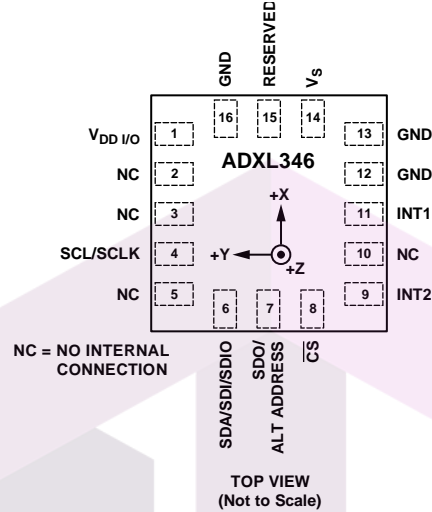 GND
RESERVED
VS
16
15
14
VDD I/O
1
13
GND
ADXL346
NC
2
12
GND
+X
NC
3
11
INT1
SCL/SCLK
4
+Y
+Z
10
NC
NC
5
9
INT2
6
7
8
NC = NO INTERNAL
CONNECTION
SDA/SDI/SDIO
SDO/
ALT ADDRESS
CS
TOP VIEW
(Not to Scale)